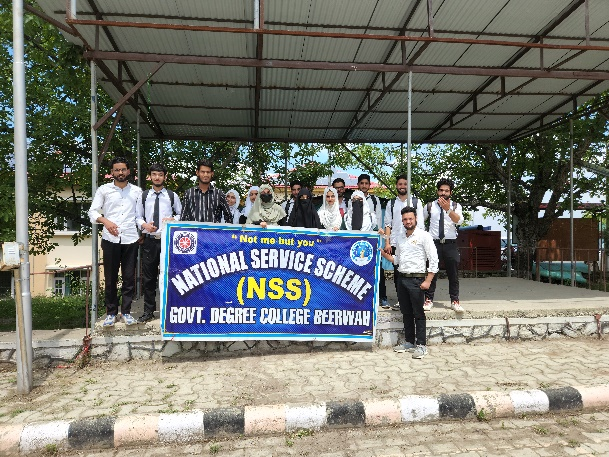 " Not me but you "
NATIONAL SERVICE SCHEME
(NSS)
GOVT. DEGREE COLLEGE BEERWAH